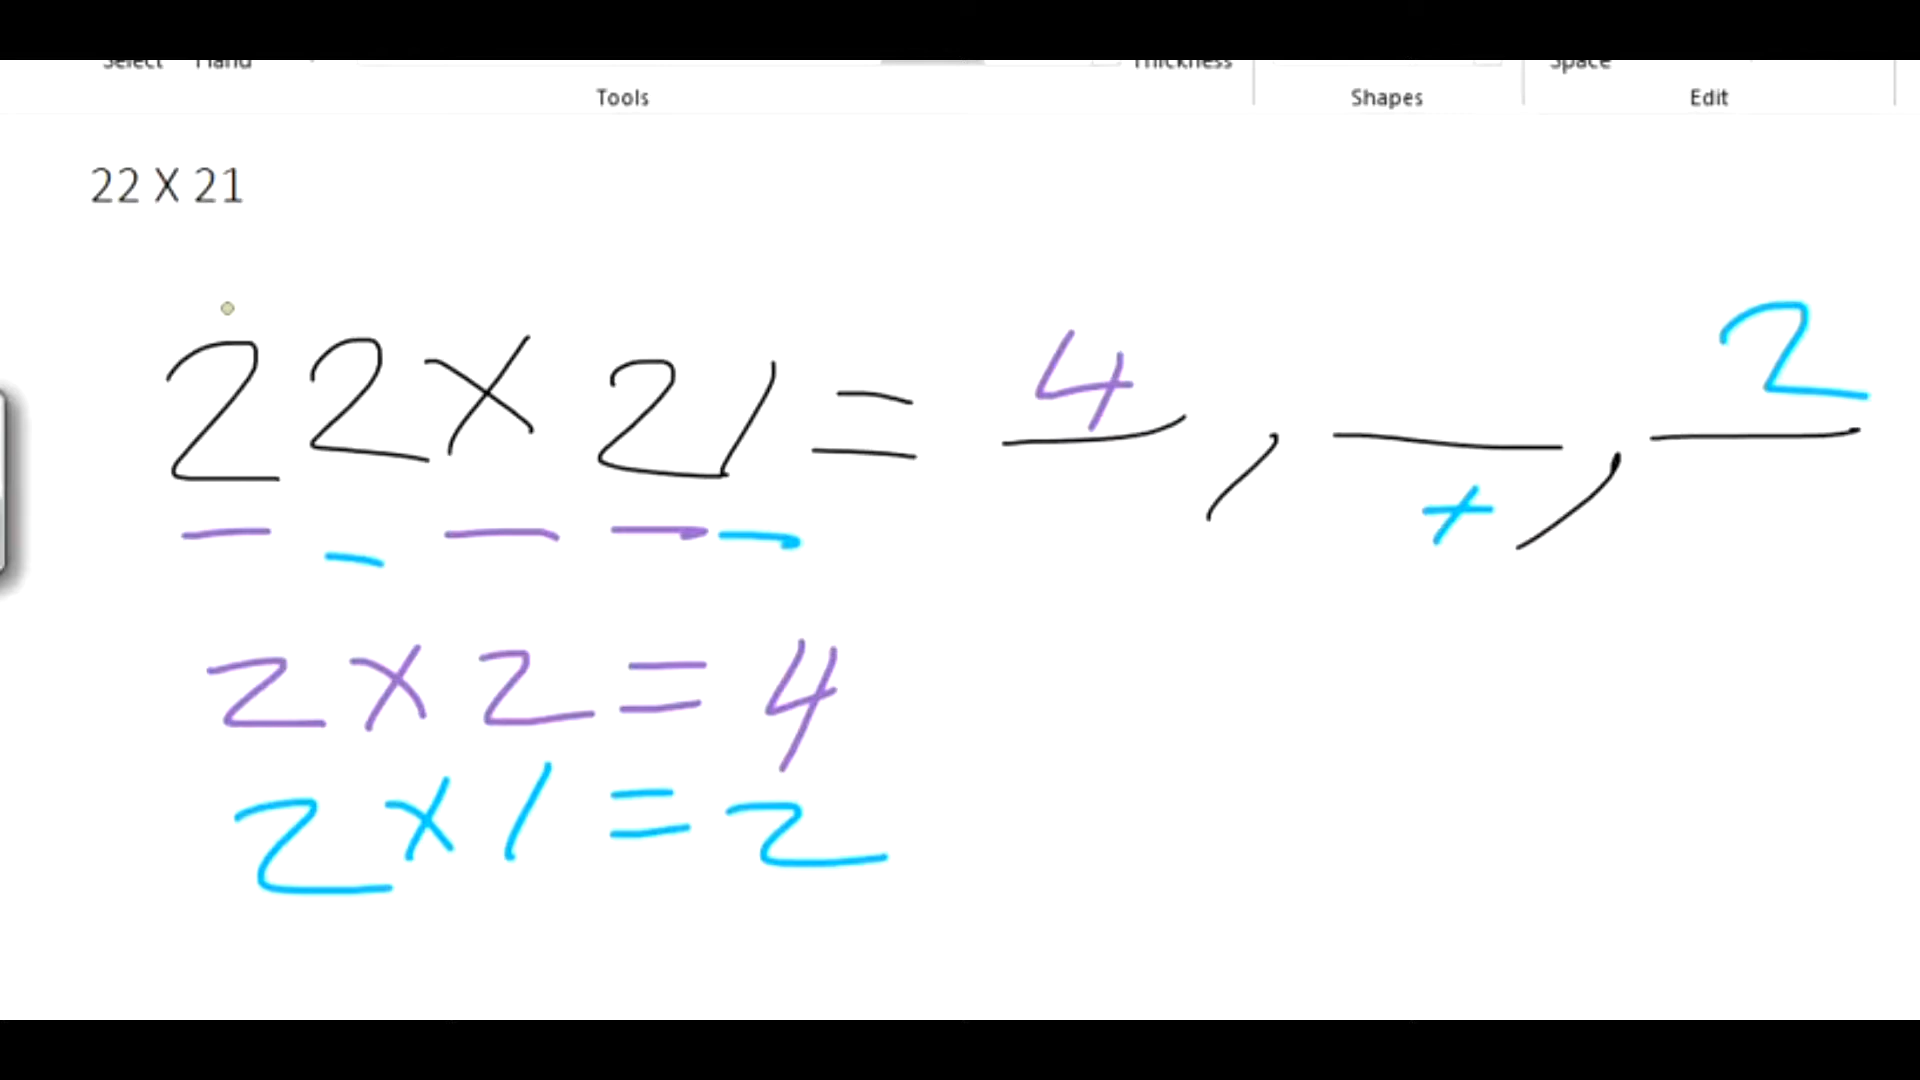 Tools Shapes Edit
22 X 21
22 x 21 = 4 , , 2
+
2 x 2 = 4
2 x 1 = 2